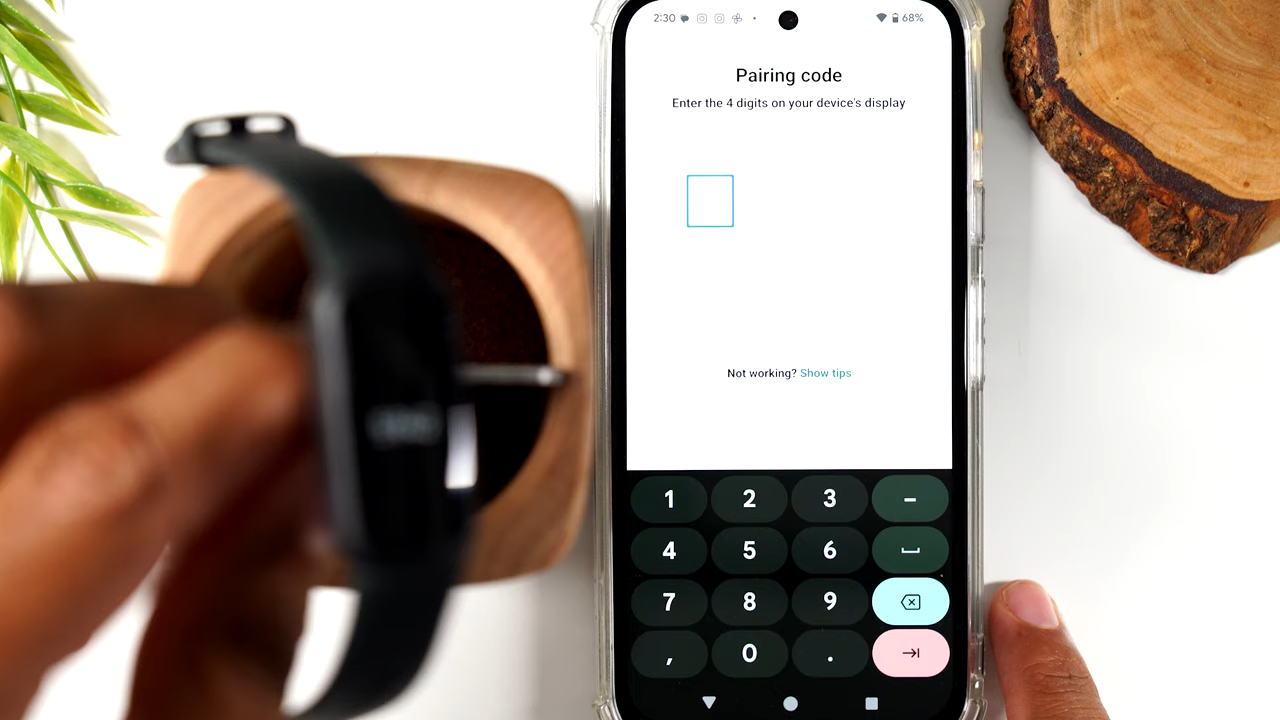 2:30 68%
Pairing code
Enter the 4 digits on your device's display
Not working? Show tips
1 2 3 -
4 5 6
7 8 9
, 0 .